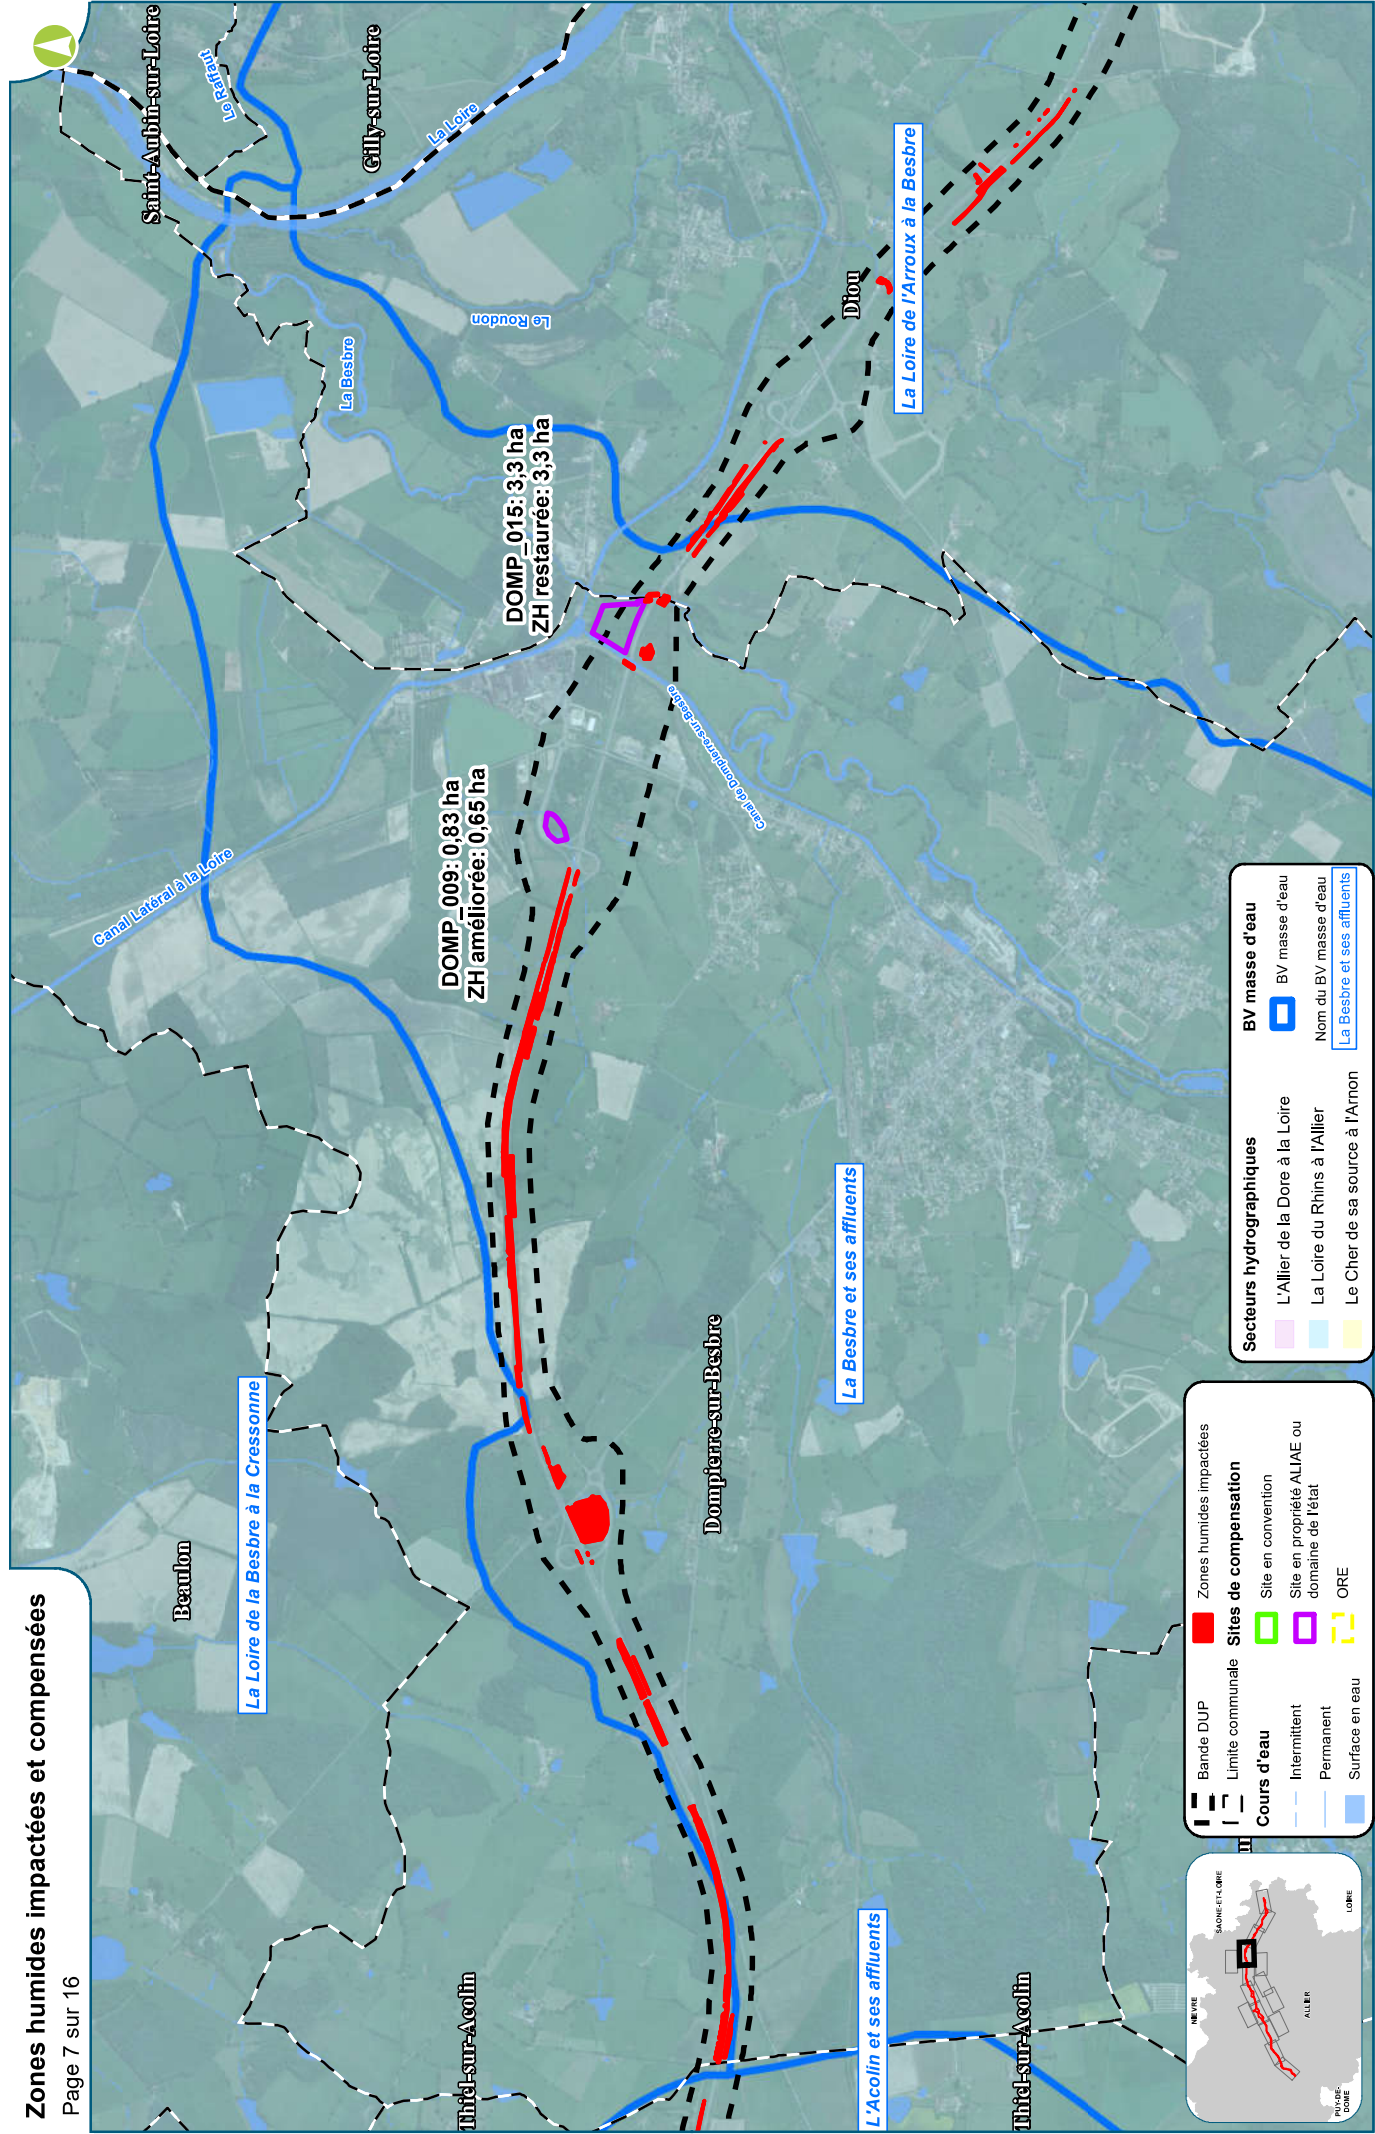 Zones humides impactées et compensées
Page 7 sur 16
Saint-Aubin-sur-Loire
Le Raffaut
Gilly-sur-Loire
La Loire
Le Roudon
La Besbre
Diou
La Loire de l'Arroux à la Besbre
DOMP_015: 3,3 ha
ZH restaurée: 3,3 ha
Canal de Dompierre-sur-Besbre
DOMP_009: 0,83 ha
ZH améliorée: 0,65 ha
Canal Latéral à la Loire
La Besbre et ses affluents
Dompierre-sur-Besbre
La Loire de la Besbre à la Cressonne
Beaulon
Thiel-sur-Acolin
L'Acolin et ses affluents
Thiel-sur-Acolin
NIEVRE
SAONE-ET-LOIRE
ALLIER
LOIRE
PUY-DE-
DOME
Bande DUP
Limite communale
Cours d'eau
Intermittent
Permanent
Surface en eau
Zones humides impactées
Sites de compensation
Site en convention
Site en propriété ALIAE ou
domaine de l'état
ORE
Secteurs hydrographiques
L'Allier de la Dore à la Loire
La Loire du Rhins à l'Allier
Le Cher de sa source à l'Arnon
BV masse d'eau
BV masse d'eau
Nom du BV masse d'eau
La Besbre et ses affluents